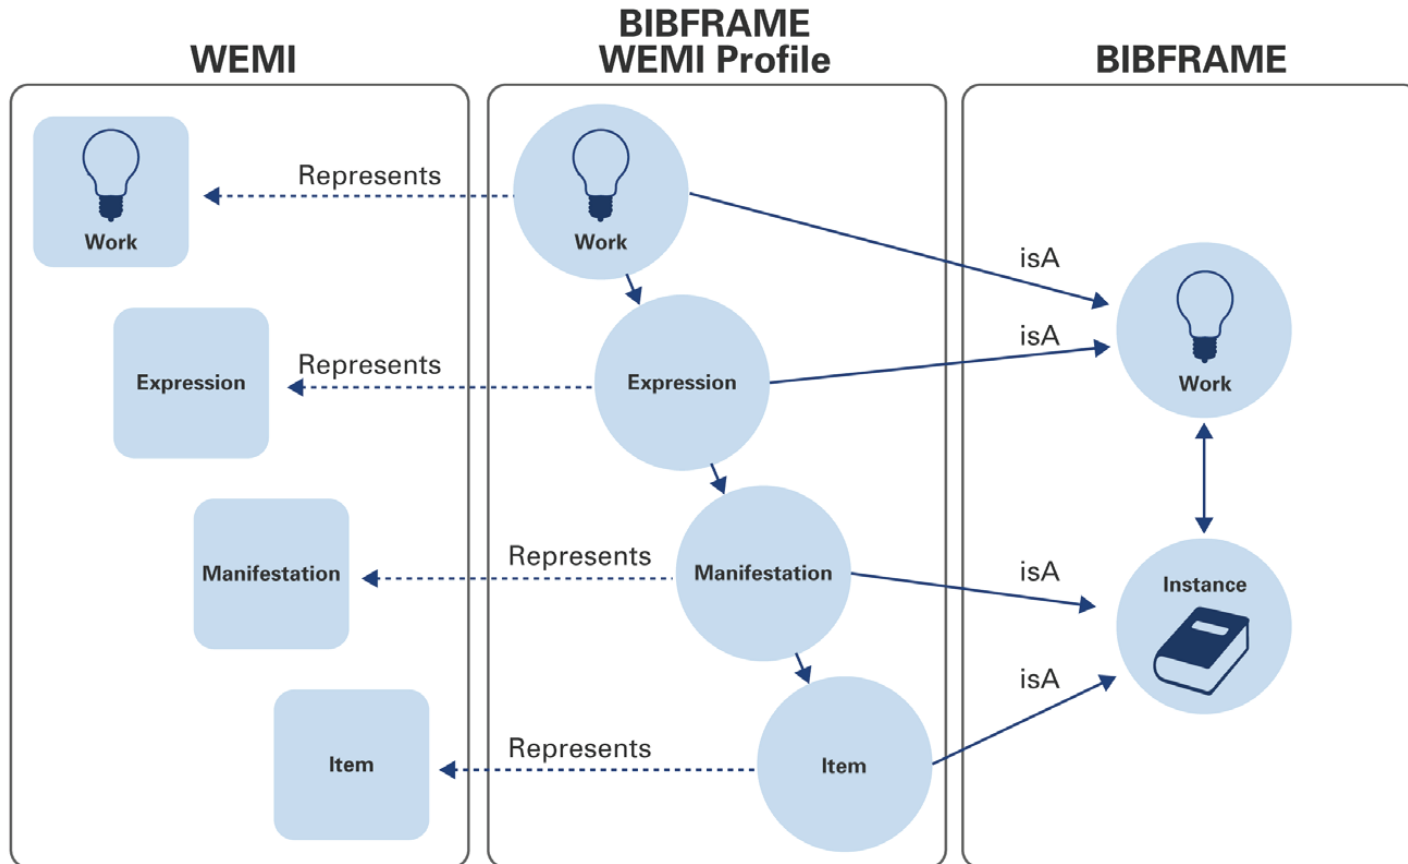 WEMI
BIBFRAME
WEMI Profile
BIBFRAME
Work
Represents
Work
isA
Work
Expression
Represents
Expression
isA
Manifestation
Represents
Manifestation
isA
Instance
Item
Represents
Item
isA